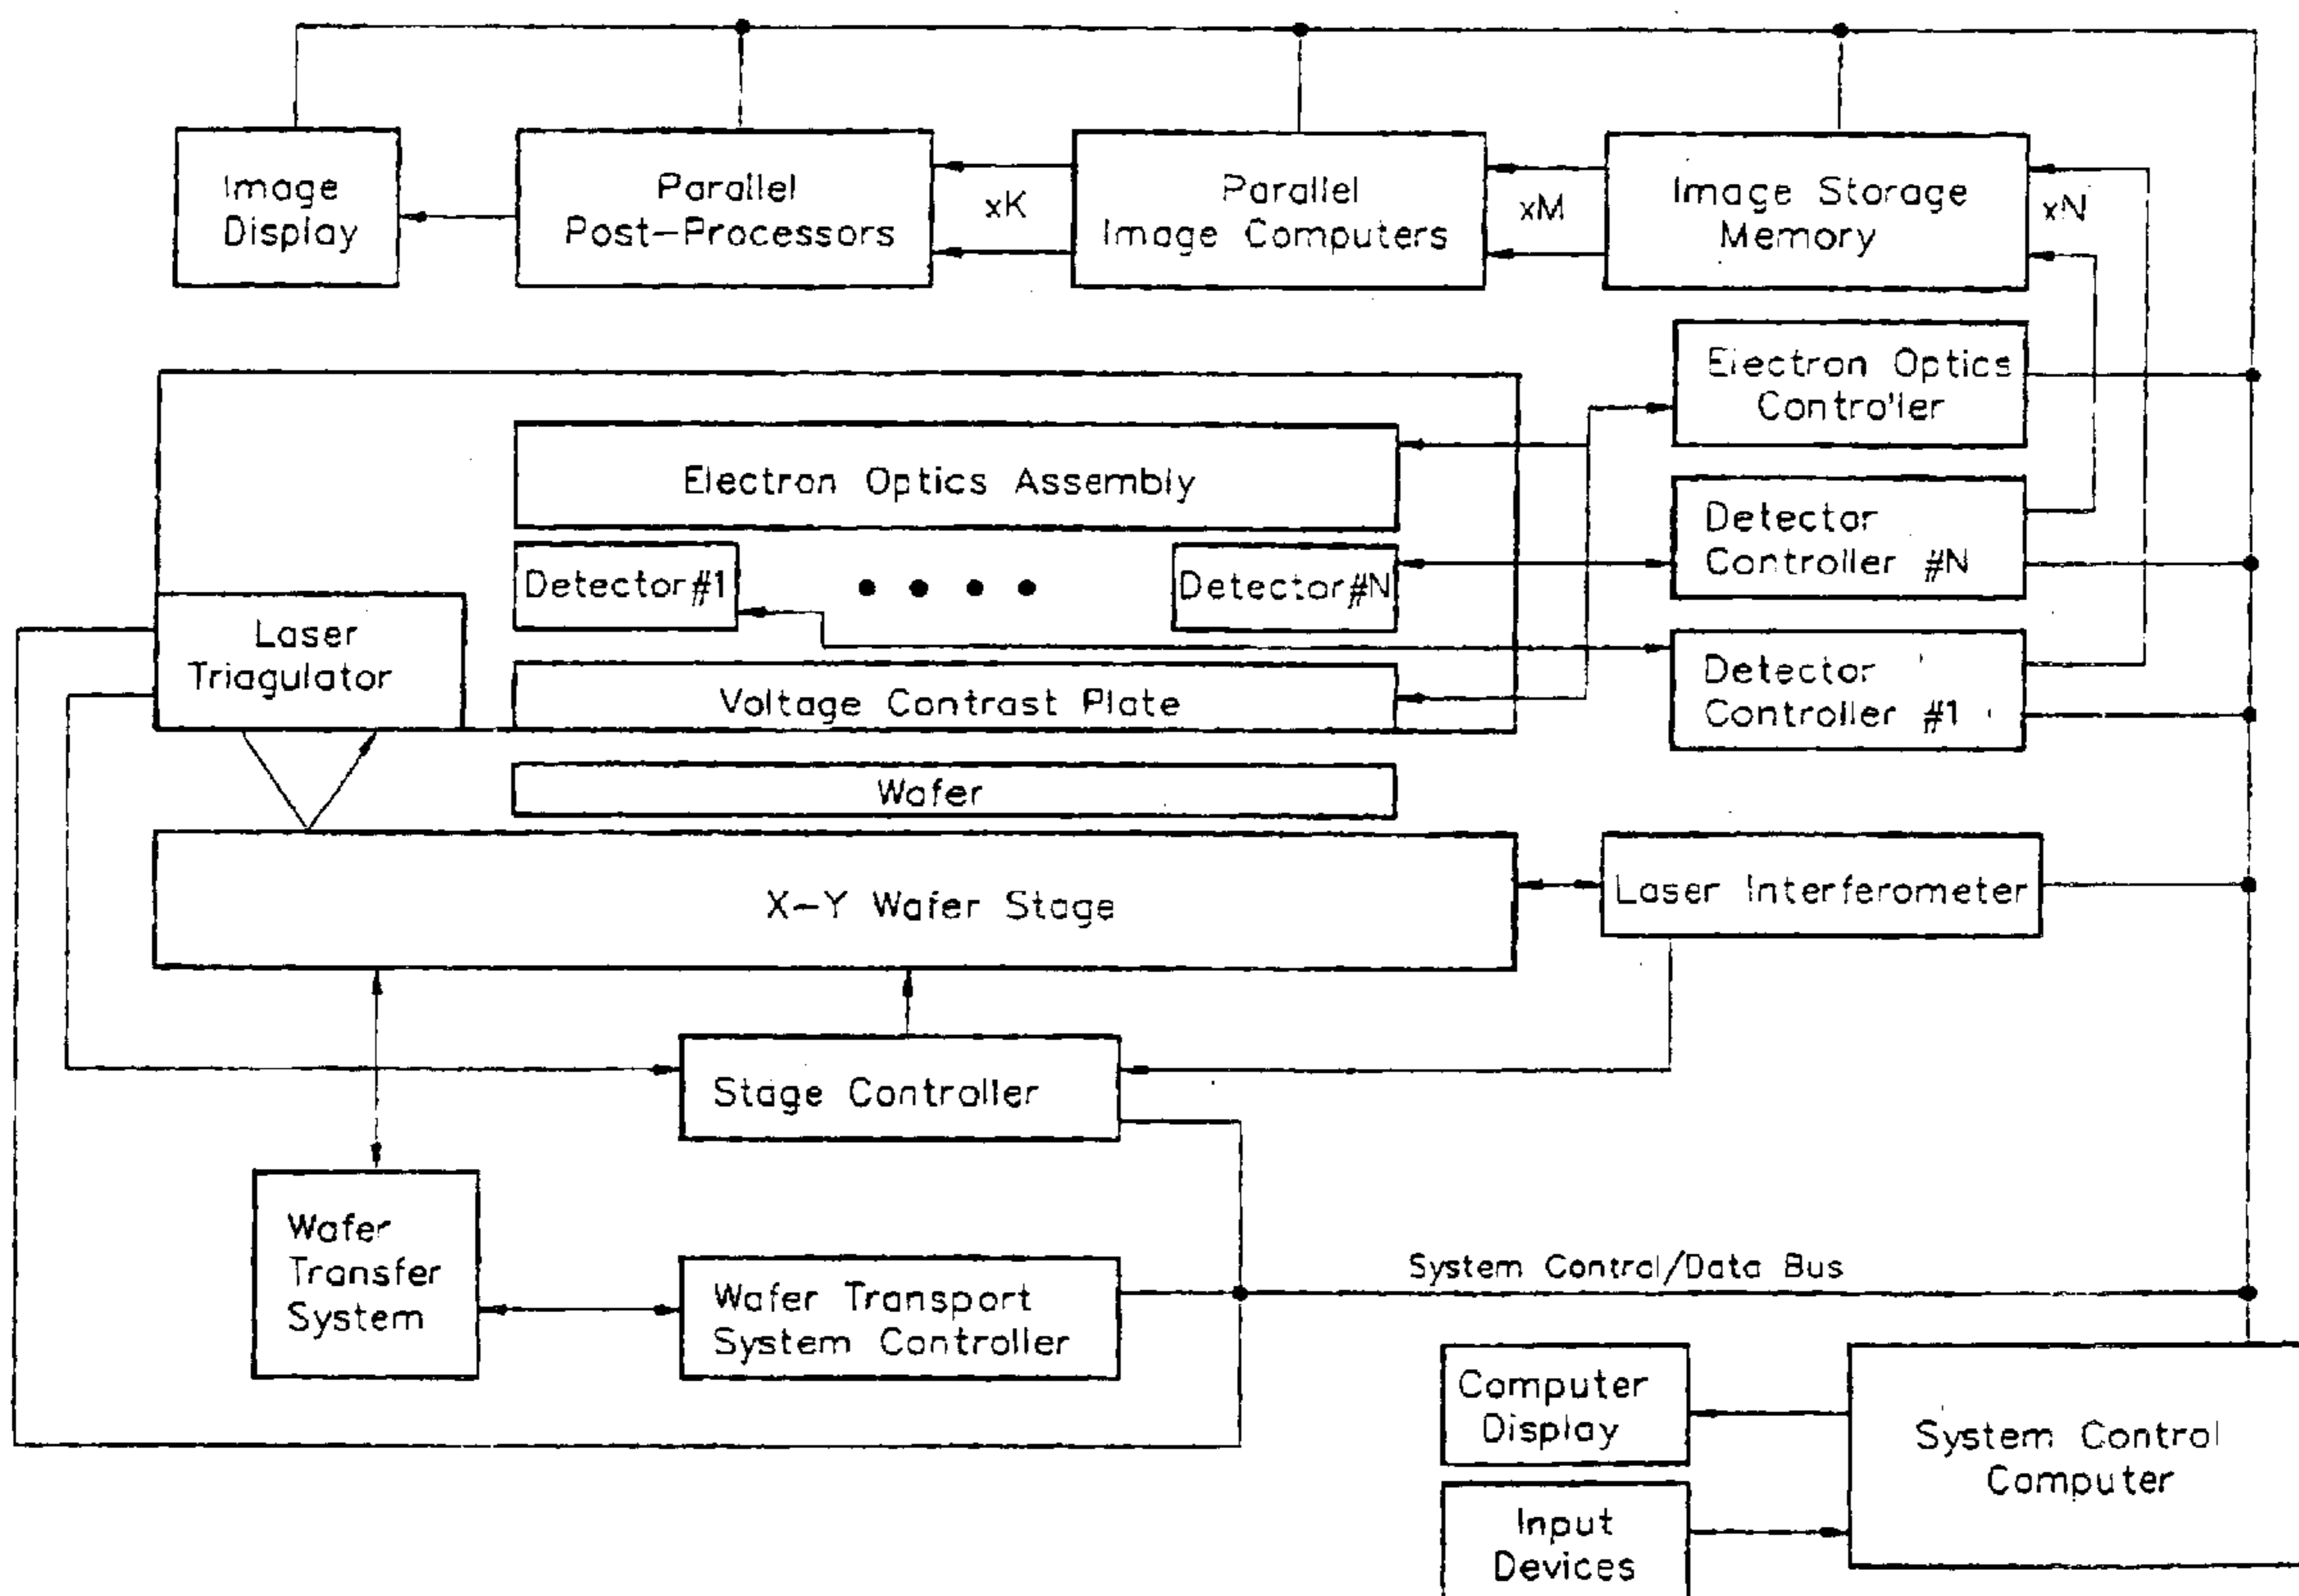 Image
Display
Parallel
Post-Processors
xK
Parallel
Image Computers
xM
Image Storage
Memory
xN
Electron Optics
Controller
Electron Optics Assembly
Detector
Controller #N
Detector#1
Detector#N
Laser
Triagulator
Detector
Controller #1
Voltage Contrast Plate
Wafer
X-Y Wafer Stage
Laser Interferometer
Stage Controller
Wafer
Transfer
System
Wafer Transport
System Controller
System Control/Data Bus
Computer
Display
System Control
Computer
Input
Devices